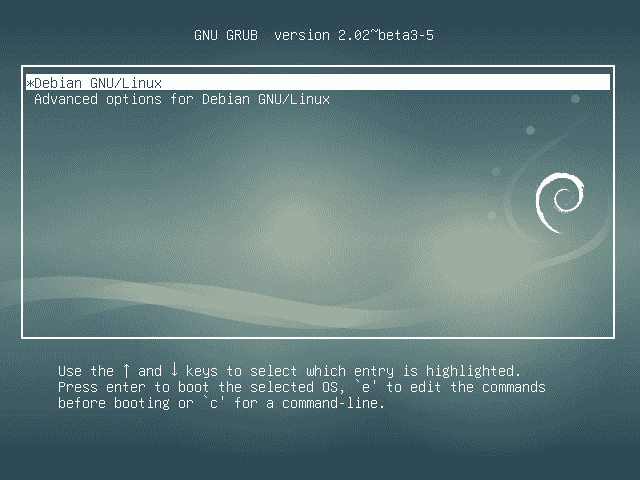 GNU GRUB  version 2.02~beta3-5
*Debian GNU/Linux
Advanced options for Debian GNU/Linux
Use the ↑ and ↓ keys to select which entry is highlighted.
Press enter to boot the selected OS, `e' to edit the commands
before booting or `c' for a command-line.